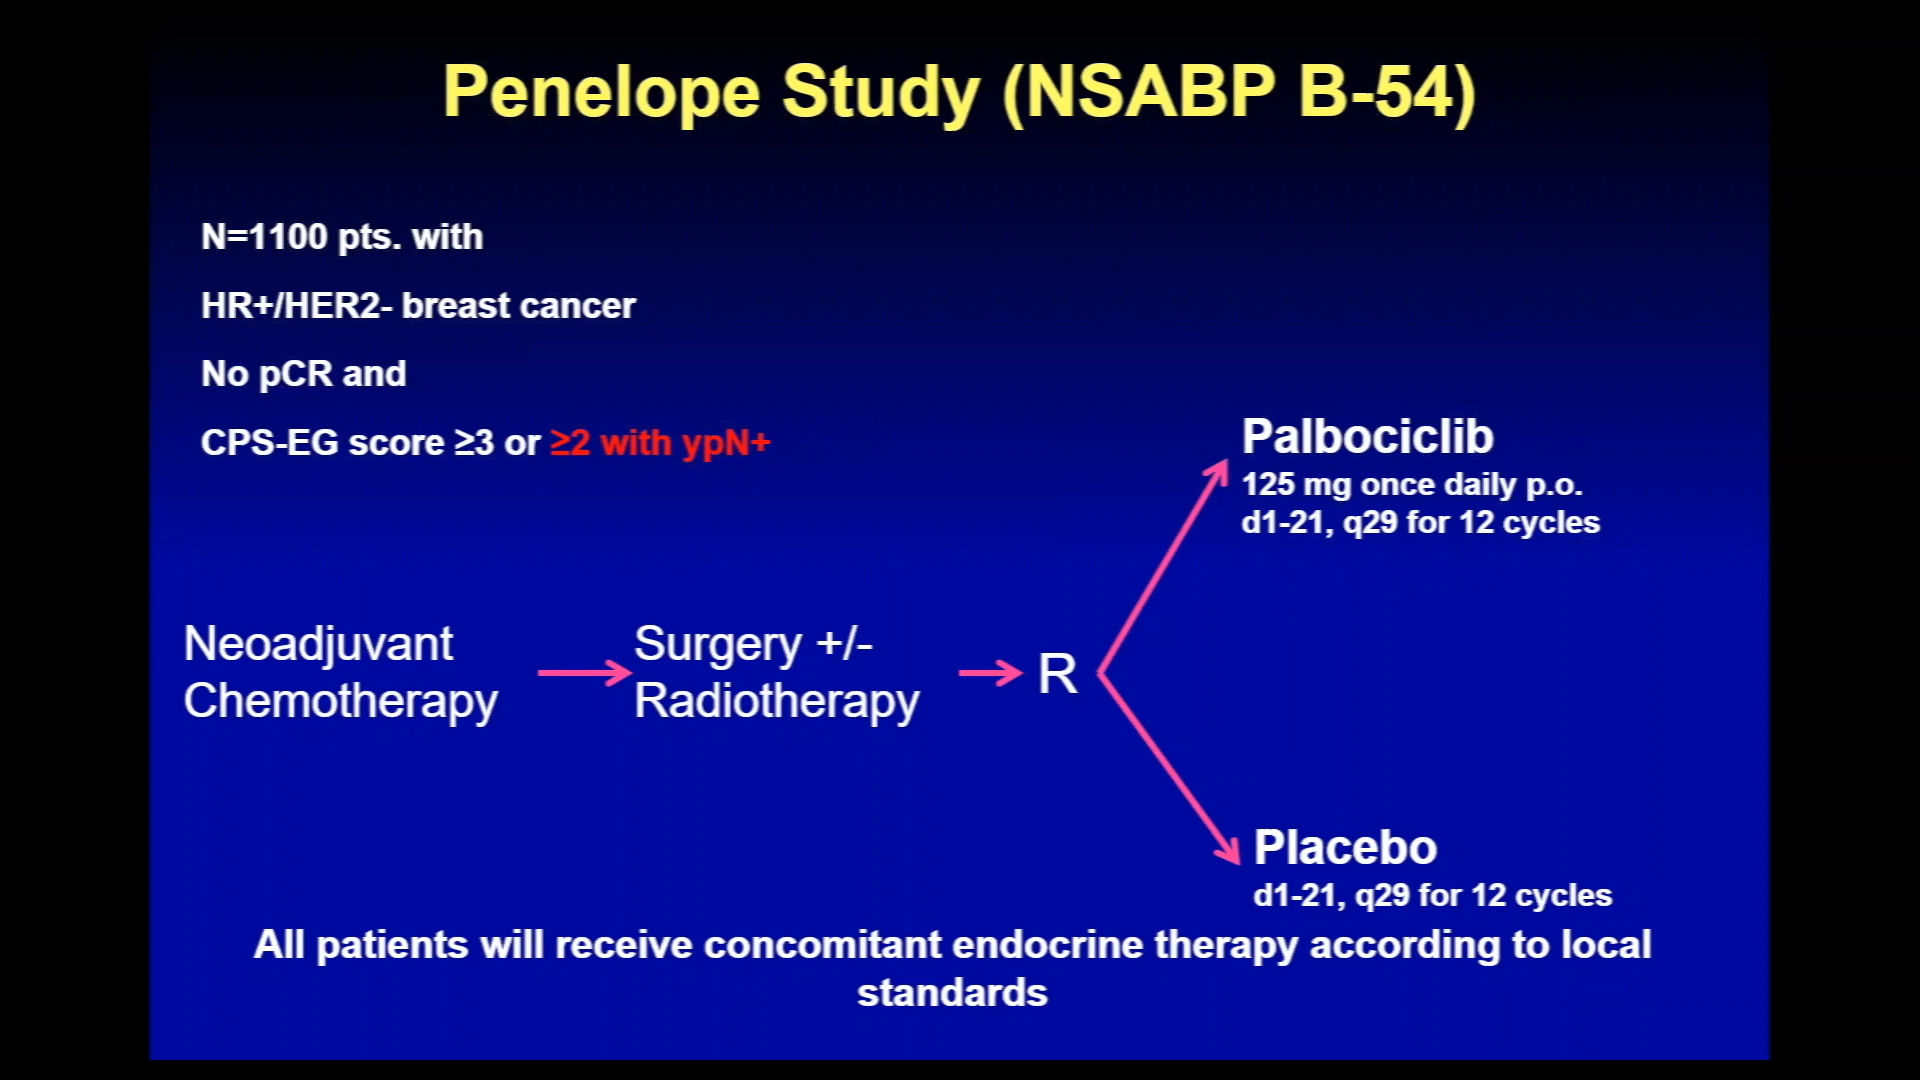 Penelope Study (NSABP B-54)
N=1100 pts. with
HR+/HER2- breast cancer
No pCR and
CPS-EG score ≥3 or ≥2 with ypN+
Palbociclib
125 mg once daily p.o.
d1-21, q29 for 12 cycles
Neoadjuvant
Chemotherapy
Surgery +/-
Radiotherapy
R
Placebo
d1-21, q29 for 12 cycles
All patients will receive concomitant endocrine therapy according to local
standards